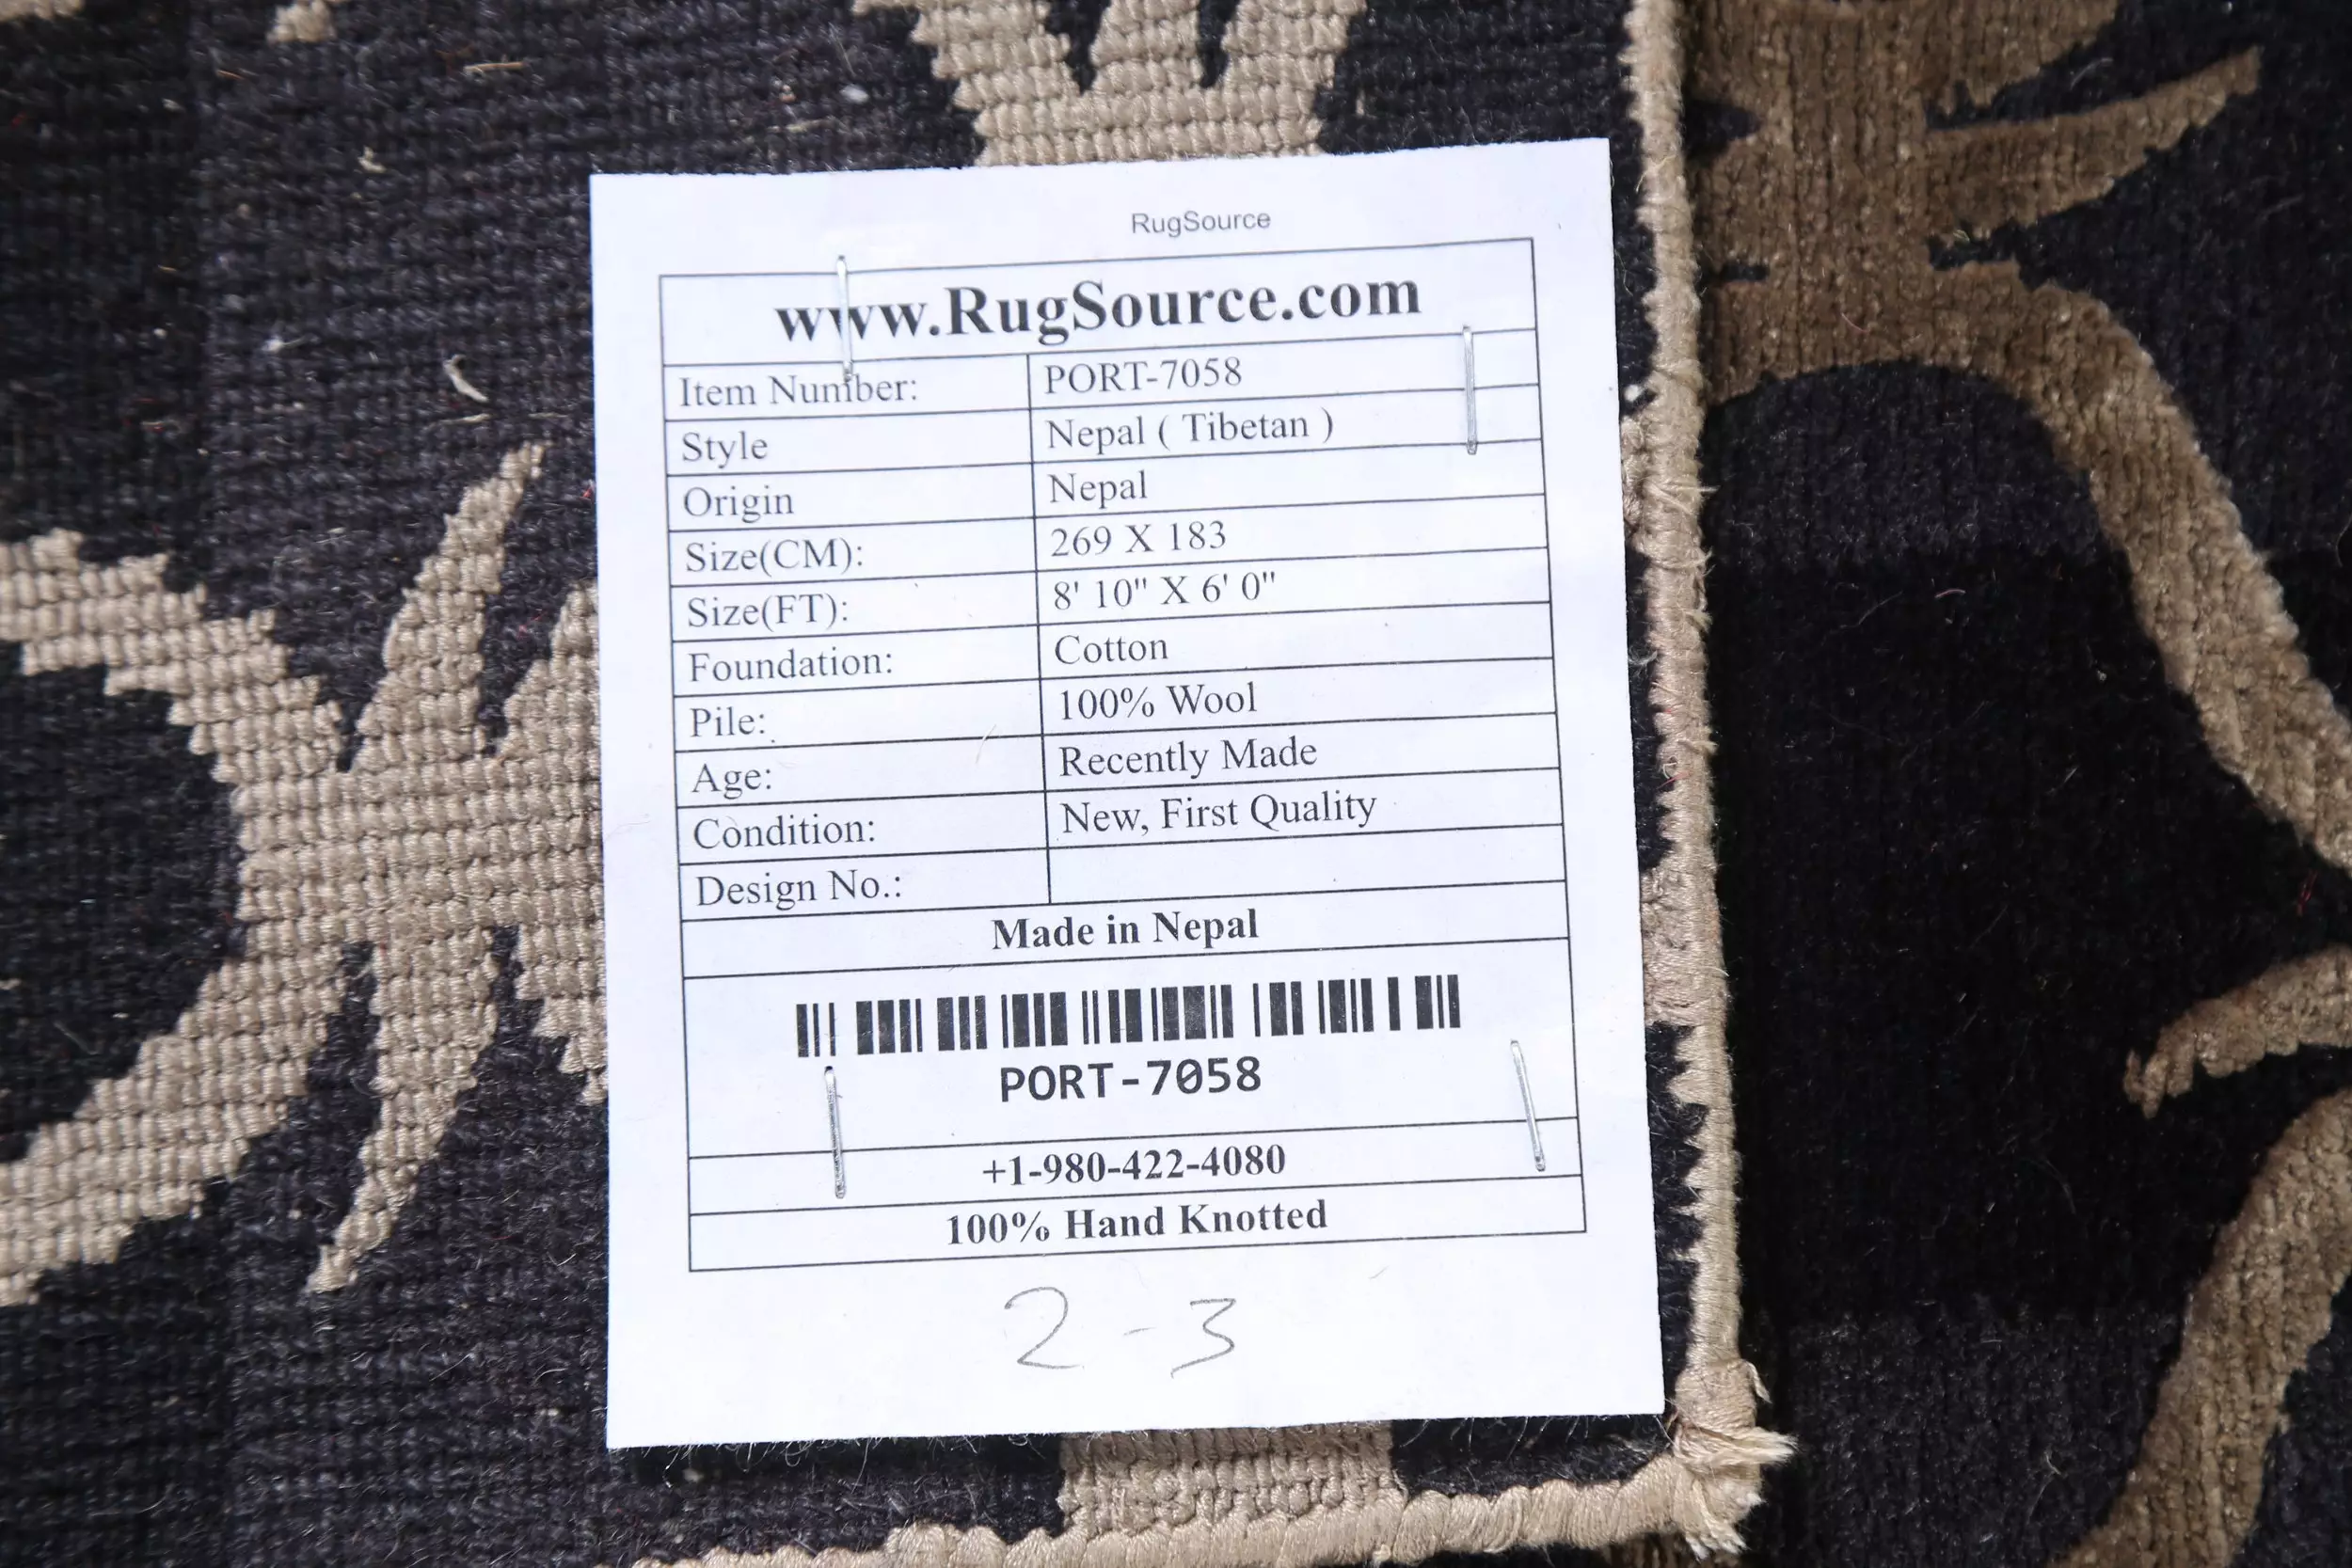 RugSource
www.RugSource.com
Item Number: PORT-7058
Style Nepal ( Tibetan )
Origin Nepal
Size(CM): 269 X 183
Size(FT): 8' 10" X 6' 0"
Foundation: Cotton
Pile: 100% Wool
Age: Recently Made
Condition: New, First Quality
Design No.:
Made in Nepal
PORT-7058
+1-980-422-4080
100% Hand Knotted
2-3